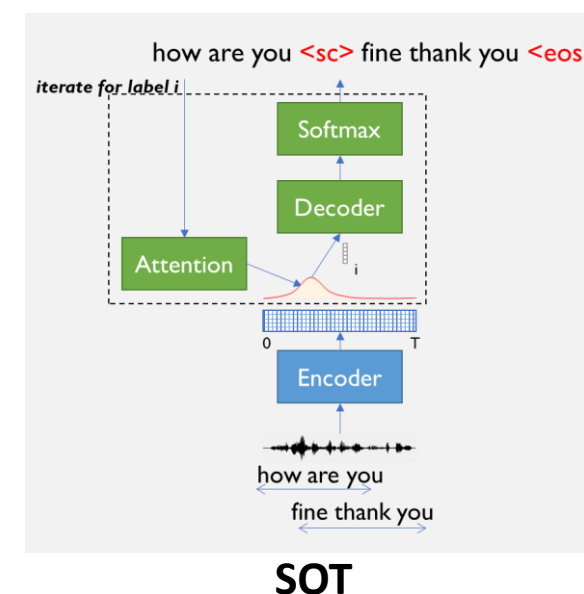 how are you <sc> fine thank you <eos
iterate for label i
Softmax
Decoder
i
Attention
0 T
Encoder
how are you
fine thank you
SOT